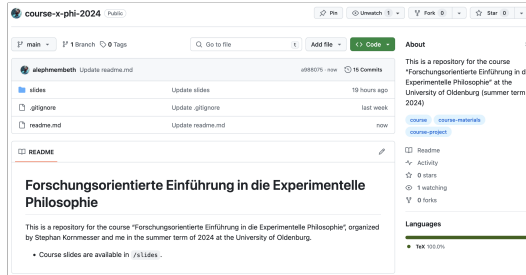 course-x-phi-2024 Public
Pin Unwatch 1 Fork 0 Star 0
main 1 Branch 0 Tags Go to file t Add file Code
alephmembeth Update readme.md a988075 · now 15 Commits
slides Update slides 19 hours ago
.gitignore Update .gitignore last week
readme.md Update readme.md now
README
Forschungsorientierte Einführung in die Experimentelle
Philosophie
This is a repository for the course “Forschungsorientierte Einführung in die Experimentelle Philosophie”, organized
by Stephan Kornmesser and me in the summer term of 2024 at the University of Oldenburg.
• Course slides are available in /slides .
About
This is a repository for the course
"Forschungsorientierte Einführung in d
Experimentelle Philosophie" at the
University of Oldenburg (summer term
2024)
course course-materials
course-project
Readme
Activity
0 stars
1 watching
0 forks
Languages
TeX 100.0%